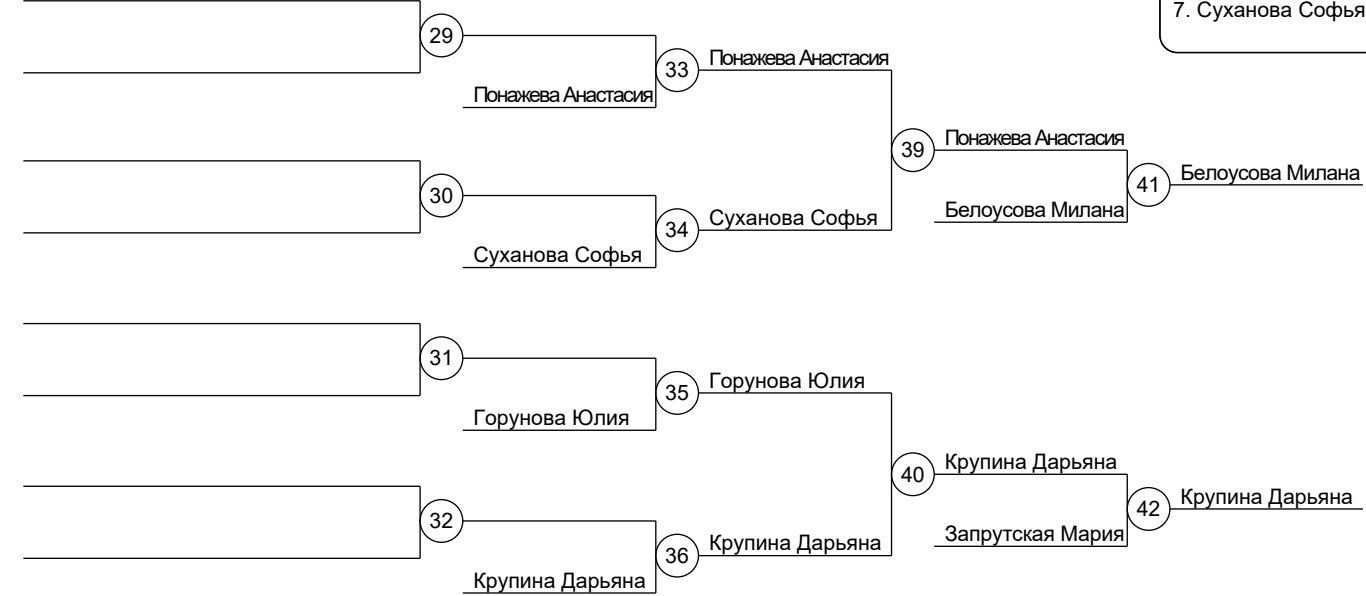 7. Суханова Софья
29
33
Понажева Анастасия
Понажева Анастасия
39
Понажева Анастасия
41
Белоусова Милана
30
34
Суханова Софья
Белоусова Милана
Суханова Софья
31
35
Горунова Юлия
Горунова Юлия
40
Крупина Дарьяна
42
Крупина Дарьяна
32
36
Крупина Дарьяна
Запрутская Мария
Крупина Дарьяна